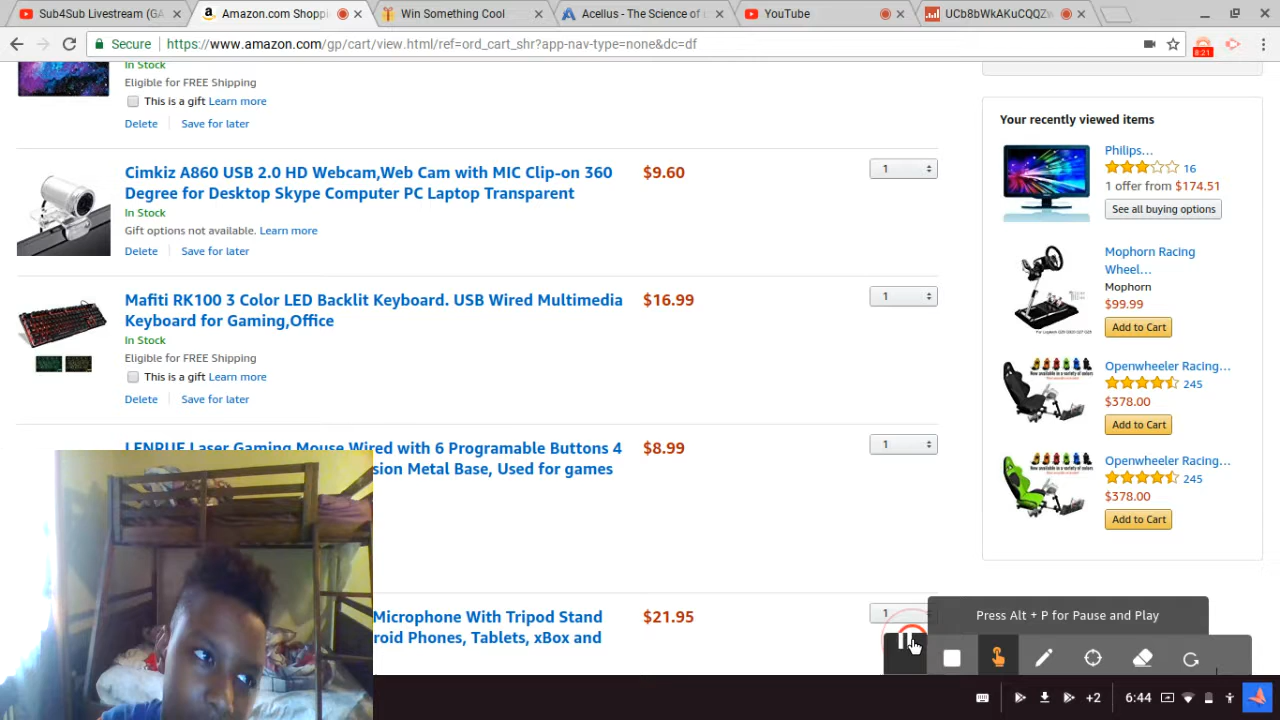 Sub4Sub Livestream (GA
Amazon.com Shoppi
Win Something Cool
Acellus - The Science of
YouTube
UCb8bWkAKuCQQZ
Secure
https://www.amazon.com/gp/cart/view.html/ref=ord_cart_shr?app-nav-type=none&dc=df
8:21
In Stock
Eligible for FREE Shipping
This is a gift Learn more
Delete
Save for later
Cimkiz A860 USB 2.0 HD Webcam,Web Cam with MIC Clip-on 360
Degree for Desktop Skype Computer PC Laptop Transparent
$9.60
1
In Stock
Gift options not available. Learn more
Delete
Save for later
Mafiti RK100 3 Color LED Backlit Keyboard. USB Wired Multimedia
Keyboard for Gaming,Office
$16.99
1
In Stock
Eligible for FREE Shipping
This is a gift Learn more
Delete
Save for later
LENRUE Laser Gaming Mouse Wired with 6 Programable Buttons 4
sion Metal Base, Used for games
$8.99
1
Microphone With Tripod Stand
roid Phones, Tablets, xBox and
$21.95
1
Your recently viewed items
Philips...
16
1 offer from $174.51
See all buying options
Mophorn Racing
Wheel...
Mophorn
$99.99
Add to Cart
Openwheeler Racing...
245
$378.00
Add to Cart
Openwheeler Racing...
245
$378.00
Add to Cart
Press Alt + P for Pause and Play
+2
6:44